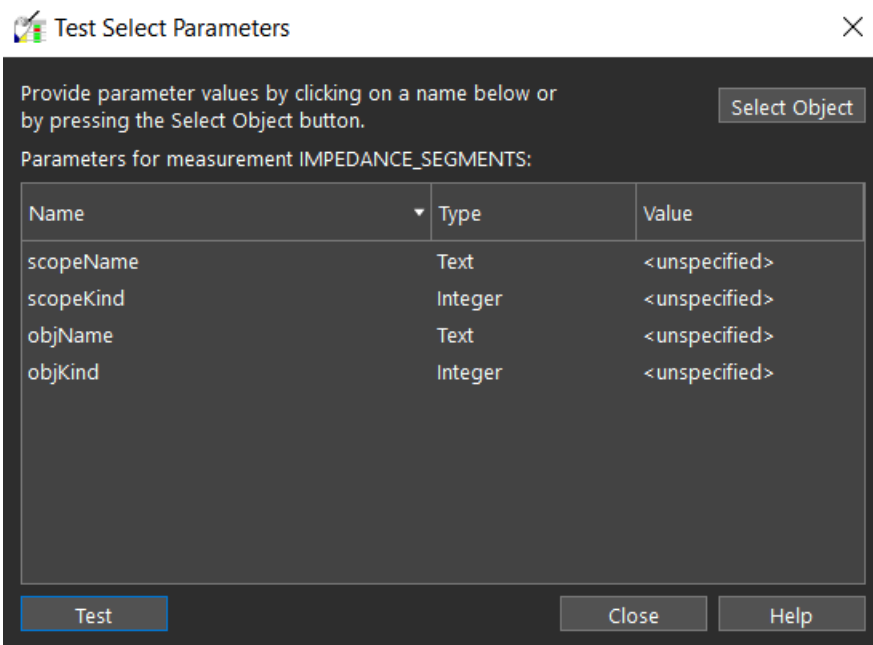 Test Select Parameters
Provide parameter values by clicking on a name below or
by pressing the Select Object button.
Select Object
Parameters for measurement IMPEDANCE_SEGMENTS:
Name Type Value
scopeName Text <unspecified>
scopeKind Integer <unspecified>
objName Text <unspecified>
objKind Integer <unspecified>
Test Close Help